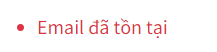 • Email đã tồn tại